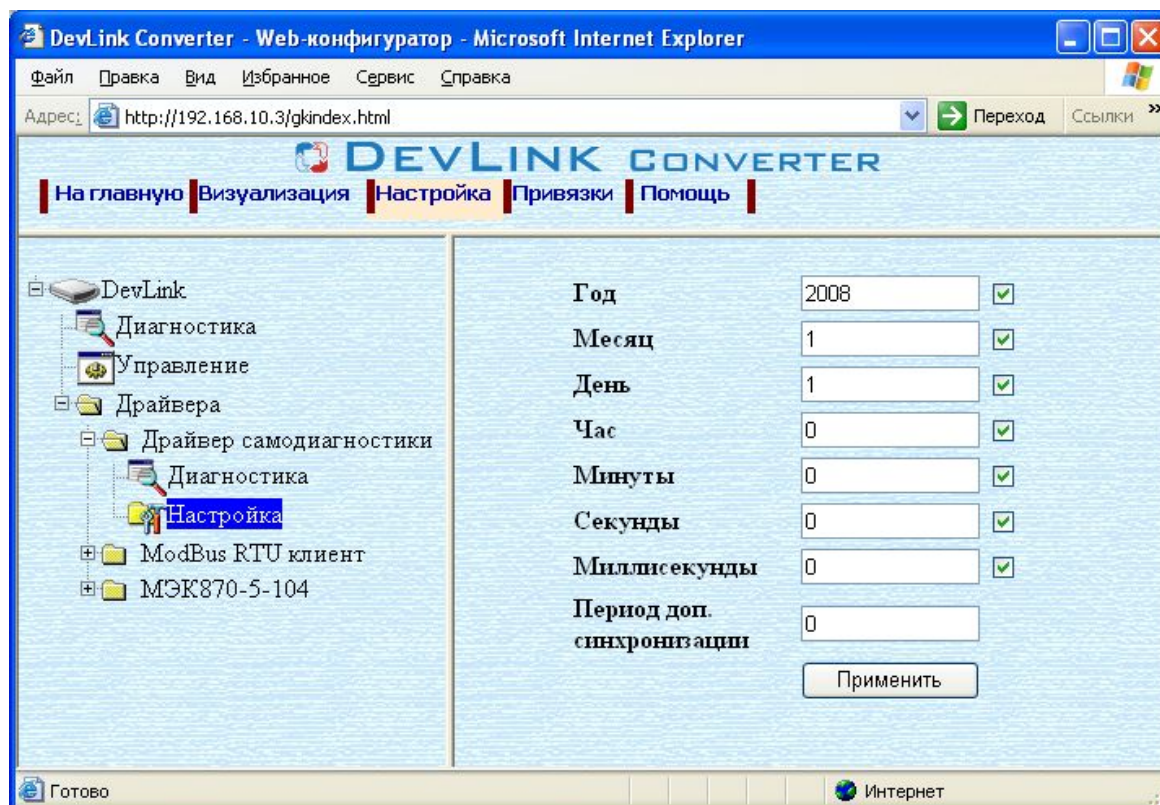 DevLink Converter - Web-конфигуратор - Microsoft Internet Explorer
Файл Правка Вид Избранное Сервис Справка
Адрес: http://192.168.10.3/gkindex.html Переход Ссылки »
DEVLINK CONVERTER
На главную Визуализация Настройка Привязки Помощь
DevLink
Диагностика
Управление
Драйвера
Драйвер самодиагностики
Диагностика
Настройка
ModBus RTU клиент
МЭК870-5-104
Год 2008
Месяц 1
День 1
Час 0
Минуты 0
Секунды 0
Миллисекунды 0
Период доп.
синхронизации 0
Применить
Готово Интернет